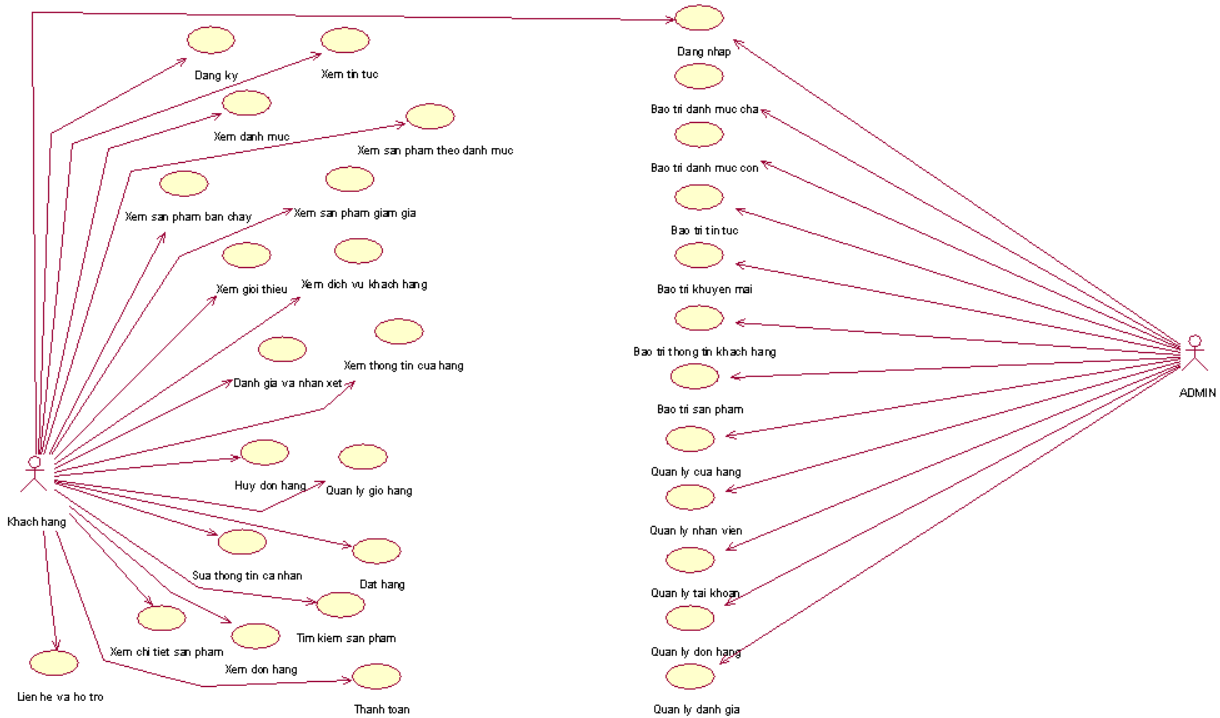 Dang nhap
Dang ky
Xem tin tuc
Bao tri danh muc cha
Xem danh muc
Xem san pham theo danh muc
Bao tri danh muc con
Xem san pham ban chay
Xem san pham giam gia
Bao tri tin tuc
Xem gioi thieu
Xem dich vu khach hang
Bao tri khuyen mai
Bao tri thong tin khach hang
Xem thong tin cua hang
Danh gia va nhan xet
ADMIN
Bao tri san pham
Quan ly cua hang
Huy don hang
Quan ly gio hang
Khach hang
Quan ly nhan vien
Sua thong tin ca nhan
Dat hang
Quan ly tai khoan
Tim kiem san pham
Xem chi tiet san pham
Quan ly don hang
Xem don hang
Lien he va ho tro
Thanh toan
Quan ly danh gia